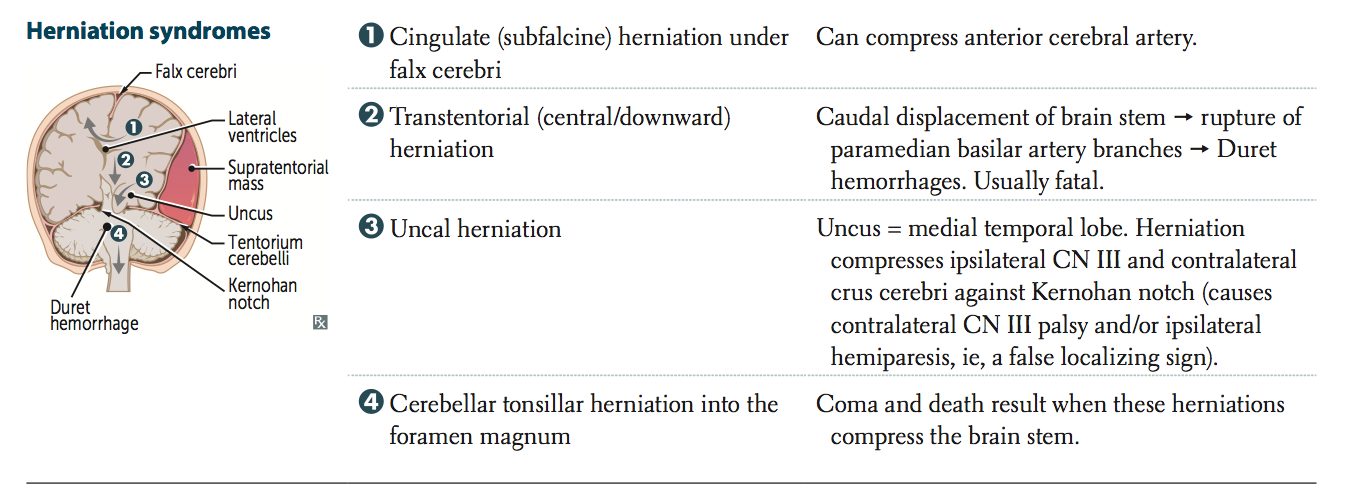 Herniation syndromes
Falx cerebri
Lateral
ventricles
Supratentorial
mass
Uncus
Tentorium
cerebelli
Kernohan
notch
Duret
hemorrhage
1
2
3
4
℞
1 Cingulate (subfalcine) herniation under
falx cerebri
Can compress anterior cerebral artery.
2 Transtentorial (central/downward)
herniation
Caudal displacement of brain stem → rupture of
paramedian basilar artery branches → Duret
hemorrhages. Usually fatal.
3 Uncal herniation
Uncus = medial temporal lobe. Herniation
compresses ipsilateral CN III and contralateral
crus cerebri against Kernohan notch (causes
contralateral CN III palsy and/or ipsilateral
hemiparesis, ie, a false localizing sign).
4 Cerebellar tonsillar herniation into the
foramen magnum
Coma and death result when these herniations
compress the brain stem.